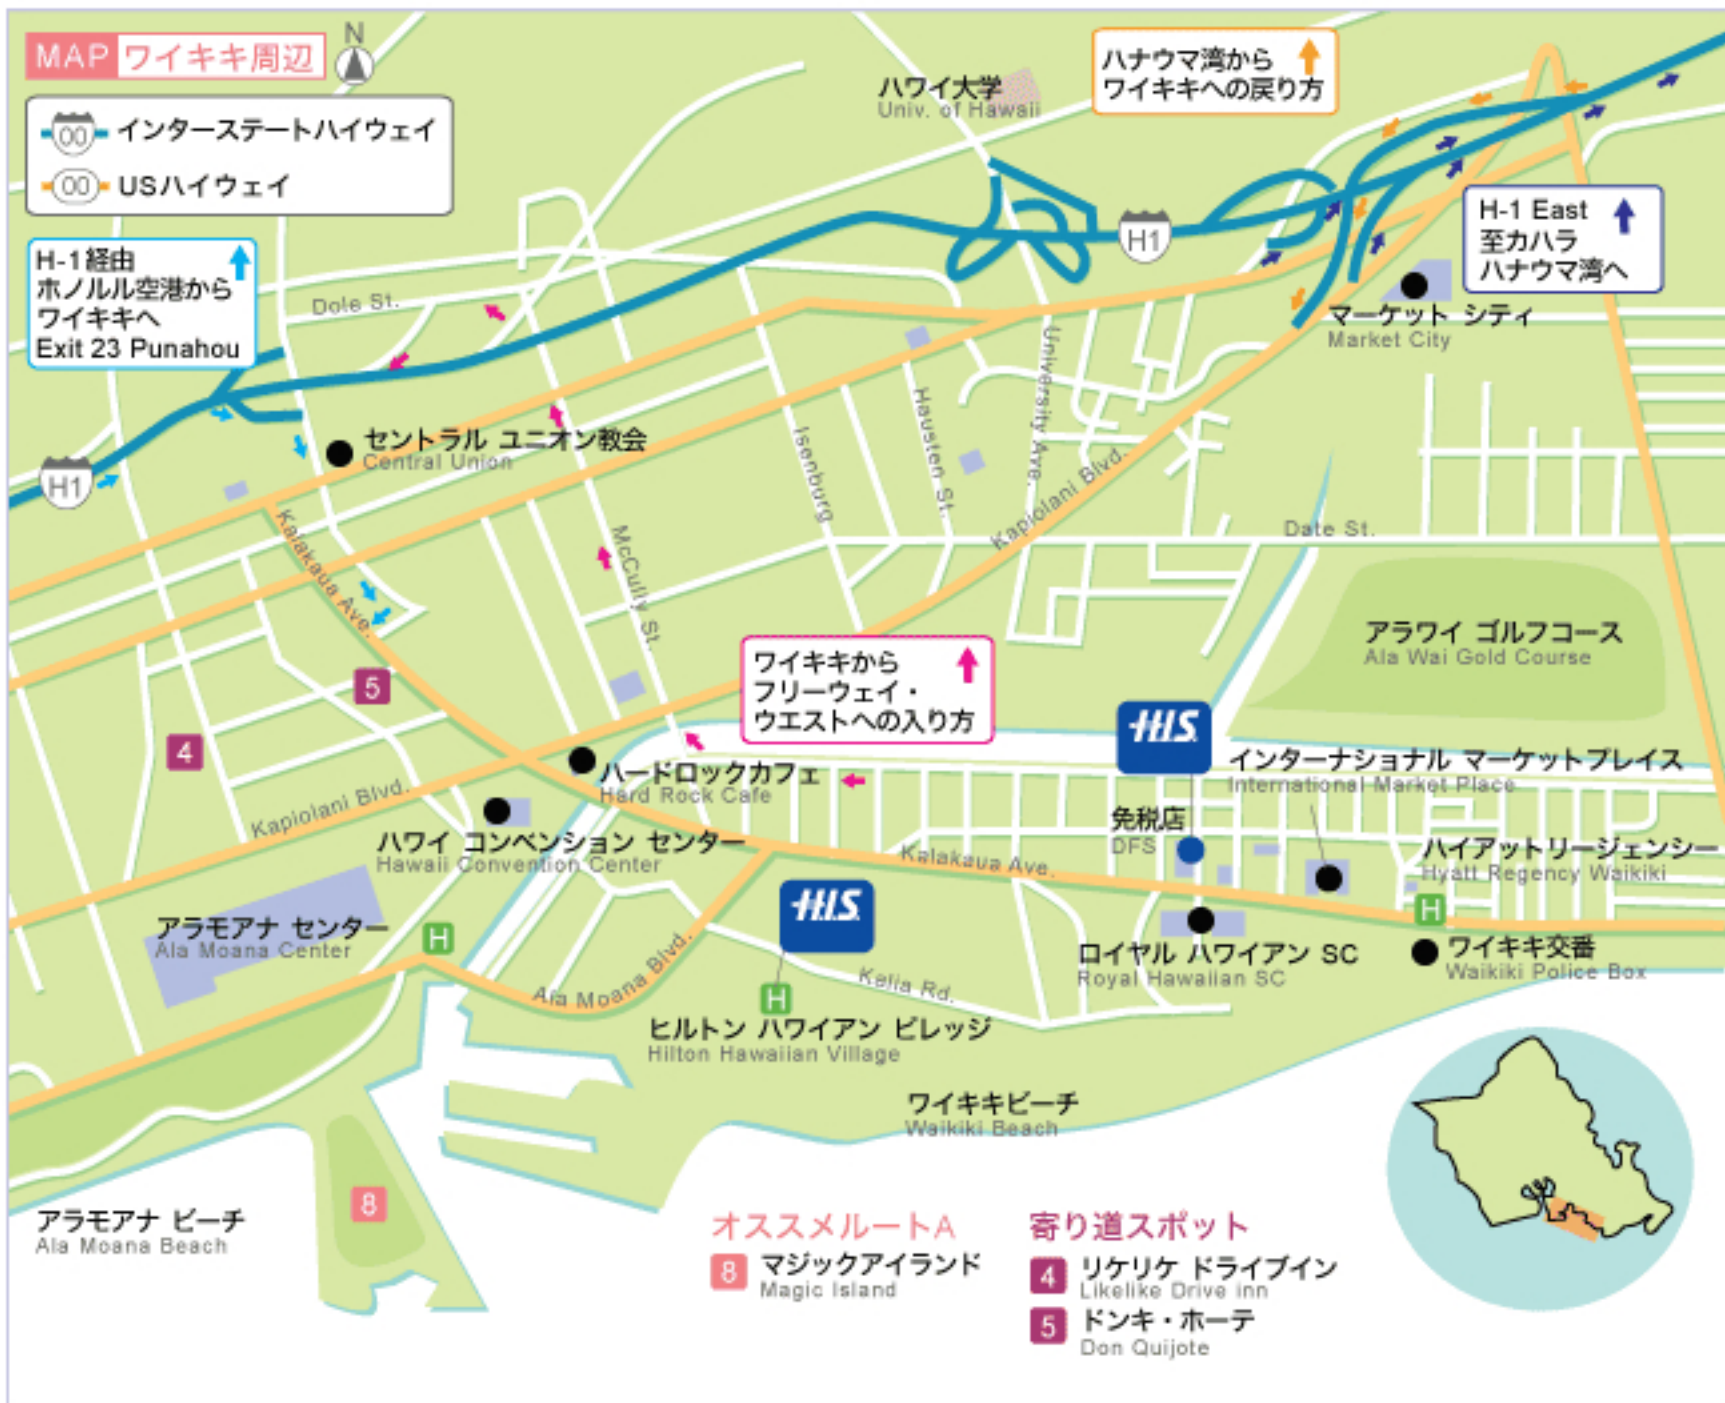 MAP ワイキキ周辺
N
00 インターステートハイウェイ
00 USハイウェイ
H-1経由
ホノルル空港から
ワイキキへ
Exit 23 Punahou
ハワイ大学
Univ. of Hawaii
ハナウマ湾から
ワイキキへの戻り方
H-1 East
至カハラ
ハナウマ湾へ
H1
Dole St.
マーケット シティ
Market City
セントラル ユニオン教会
Central Union
H1
Isenburg
Hausten St.
University Ave.
Kapiolani Blvd.
Date St.
Kalakaua Ave.
McCully St.
アラワイ ゴルフコース
Ala Wai Gold Course
ワイキキから
フリーウェイ・
ウエストへの入り方
5
4
H.I.S.
インターナショナル マーケットプレイス
International Market Place
ハードロックカフェ
Hard Rock Cafe
Kapiolani Blvd.
ハワイ コンベンション センター
Hawaii Convention Center
免税店
DFS
Kalakaua Ave.
ハイアットリージェンシー
Hyatt Regency Waikiki
H.I.S.
アラモアナ センター
Ala Moana Center
H
H
ロイヤル ハワイアン SC
Royal Hawaiian SC
ワイキキ交番
Waikiki Police Box
Ala Moana Blvd.
Kalia Rd.
H
ヒルトン ハワイアン ビレッジ
Hilton Hawaiian Village
ワイキキビーチ
Waikiki Beach
8
アラモアナ ビーチ
Ala Moana Beach
オススメルートA
8 マジックアイランド
Magic Island
寄り道スポット
4 リケリケ ドライブイン
Likelike Drive inn
5 ドンキ・ホーテ
Don Quijote